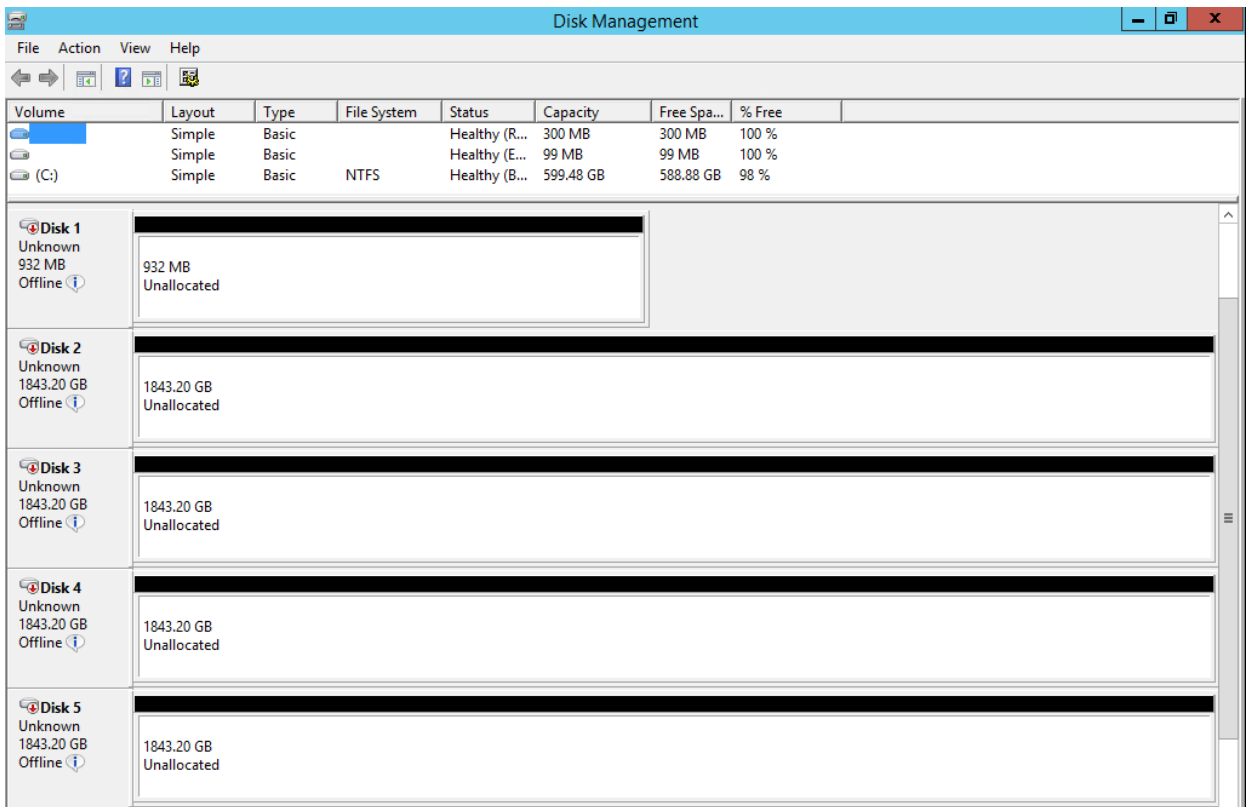 Disk Management
File Action View Help
Volume Layout Type File System Status Capacity Free Spa... % Free
Simple Basic Healthy (R... 300 MB 300 MB 100 %
Simple Basic Healthy (E... 99 MB 99 MB 100 %
(C:) Simple Basic NTFS Healthy (B... 599.48 GB 588.88 GB 98 %
Disk 1
Unknown
932 MB
Offline
932 MB
Unallocated
Disk 2
Unknown
1843.20 GB
Offline
1843.20 GB
Unallocated
Disk 3
Unknown
1843.20 GB
Offline
1843.20 GB
Unallocated
Disk 4
Unknown
1843.20 GB
Offline
1843.20 GB
Unallocated
Disk 5
Unknown
1843.20 GB
Offline
1843.20 GB
Unallocated